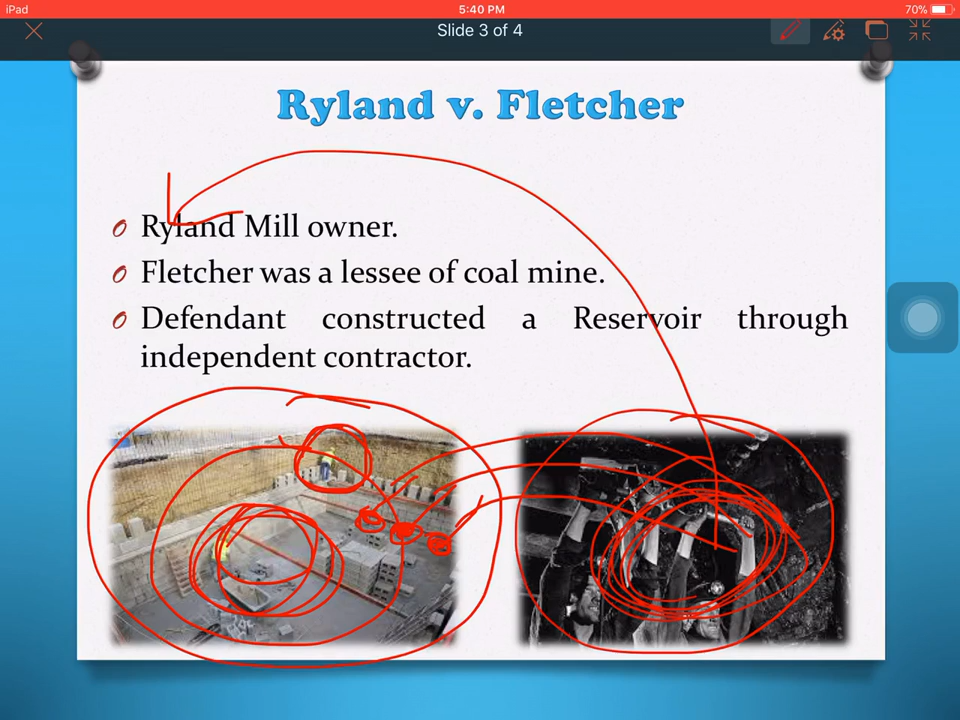 iPad
5:40 PM
70%
Slide 3 of 4
Ryland v. Fletcher
Ryland Mill owner.
Fletcher was a lessee of coal mine.
Defendant constructed a Reservoir through
independent contractor.